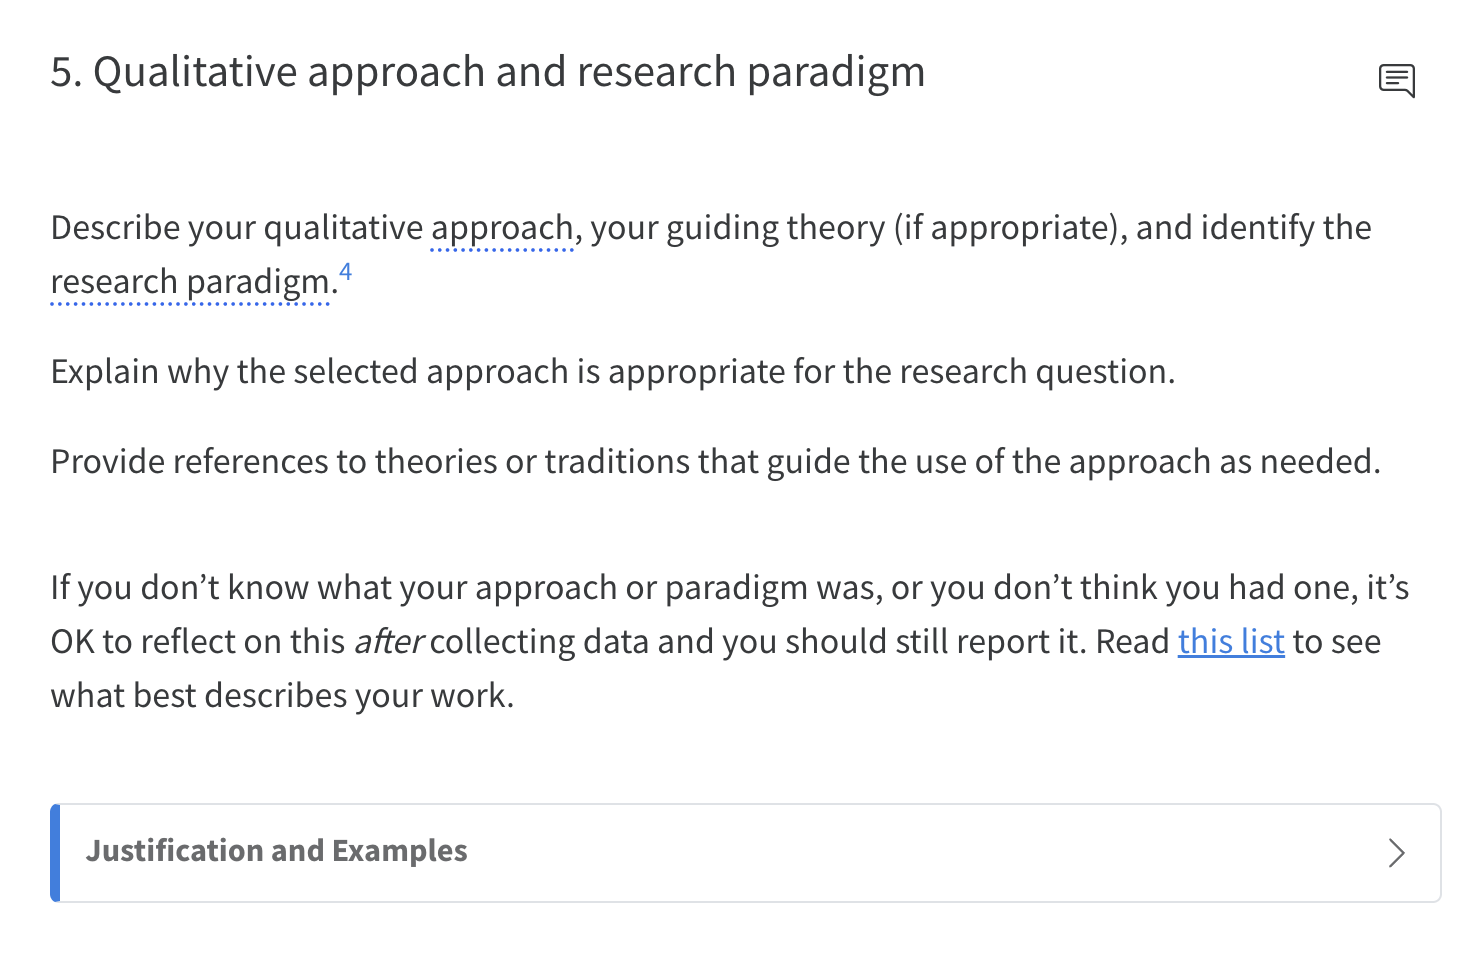 5. Qualitative approach and research paradigm
Describe your qualitative approach, your guiding theory (if appropriate), and identify the
research paradigm.4
Explain why the selected approach is appropriate for the research question.
Provide references to theories or traditions that guide the use of the approach as needed.
If you don’t know what your approach or paradigm was, or you don’t think you had one, it’s
OK to reflect on this after collecting data and you should still report it. Read this list to see
what best describes your work.
Justification and Examples